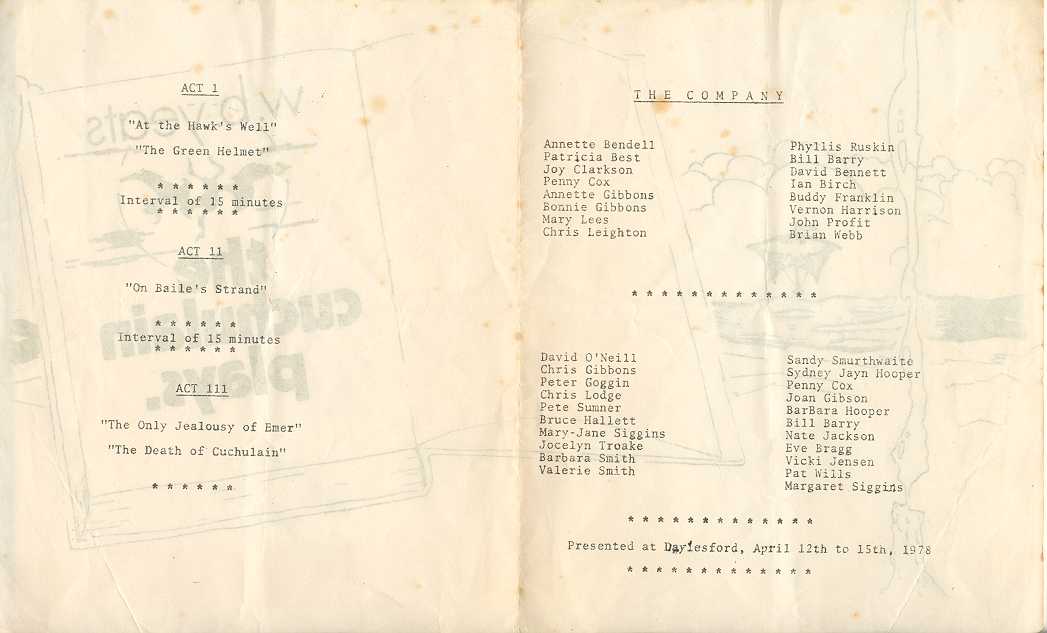 ACT 1
"At the Hawk's Well"
"The Green Helmet"
* * * * * *
Interval of 15 minutes
* * * * * *
ACT 11
"On Baile's Strand"
* * * * * *
Interval of 15 minutes
* * * * * *
ACT 111
"The Only Jealousy of Emer"
"The Death of Cuchulain"
* * * * * *
w.b.yeats
the
cuchulain
plays.
THE COMPANY
Annette Bendell
Patricia Best
Joy Clarkson
Penny Cox
Annette Gibbons
Bonnie Gibbons
Mary Lees
Chris Leighton
Phyllis Ruskin
Bill Barry
David Bennett
Ian Birch
Buddy Franklin
Vernon Harrison
John Profit
Brian Webb
* * * * * * * * * * * * *
David O'Neill
Chris Gibbons
Peter Goggin
Chris Lodge
Pete Sumner
Bruce Hallett
Mary-Jane Siggins
Jocelyn Troake
Barbara Smith
Valerie Smith
Sandy Smurthwaite
Sydney Jayn Hooper
Penny Cox
Joan Gibson
BarBara Hooper
Bill Barry
Nate Jackson
Eve Bragg
Vicki Jensen
Pat Wills
Margaret Siggins
* * * * * * * * * * * * *
Presented at Daylesford, April 12th to 15th, 1978
* * * * * * * * * * * * *